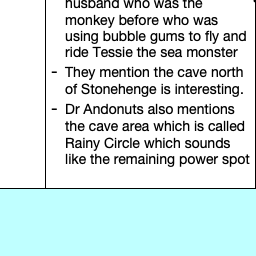 husband who was the
monkey before who was
using bubble gums to fly and
ride Tessie the sea monster
- They mention the cave north
of Stonehenge is interesting.
- Dr Andonuts also mentions
the cave area which is called
Rainy Circle which sounds
like the remaining power spot